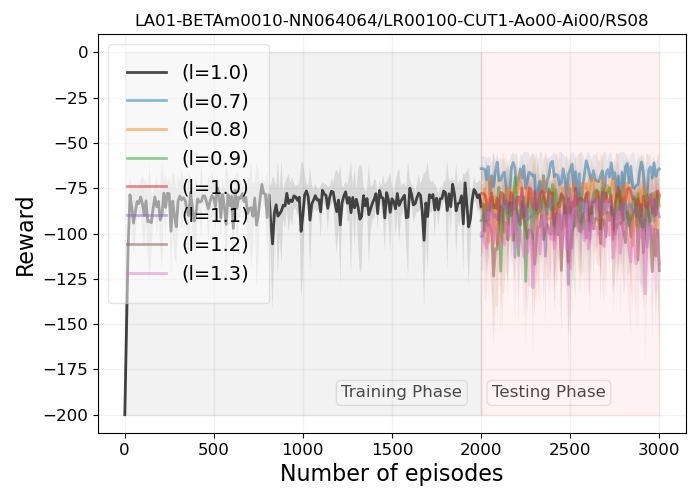 LA01-BETAm0010-NN064064/LR00100-CUT1-Ao00-Ai00/RS08
Reward
0
−25
−50
−75
−100
−125
−150
−175
−200
(l=1.0)
(l=0.7)
(l=0.8)
(l=0.9)
(l=1.0)
(l=1.1)
(l=1.2)
(l=1.3)
Training Phase
Testing Phase
0 500 1000 1500 2000 2500 3000
Number of episodes